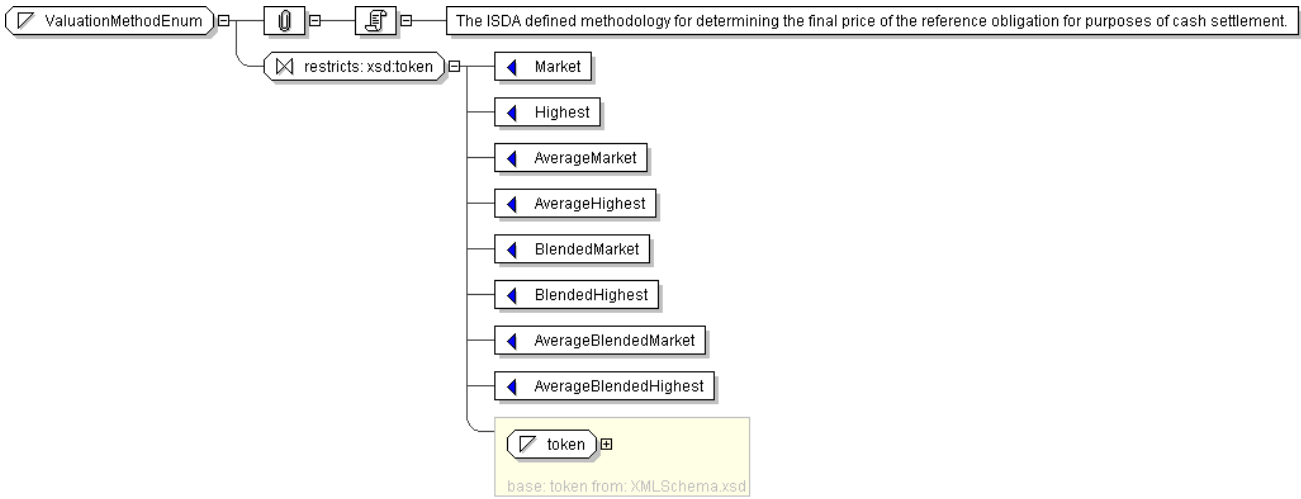 ValuationMethodEnum
The ISDA defined methodology for determining the final price of the reference obligation for purposes of cash settlement.
restricts: xsd:token
Market
Highest
AverageMarket
AverageHighest
BlendedMarket
BlendedHighest
AverageBlendedMarket
AverageBlendedHighest
token
base: token from: XMLSchema.xsd